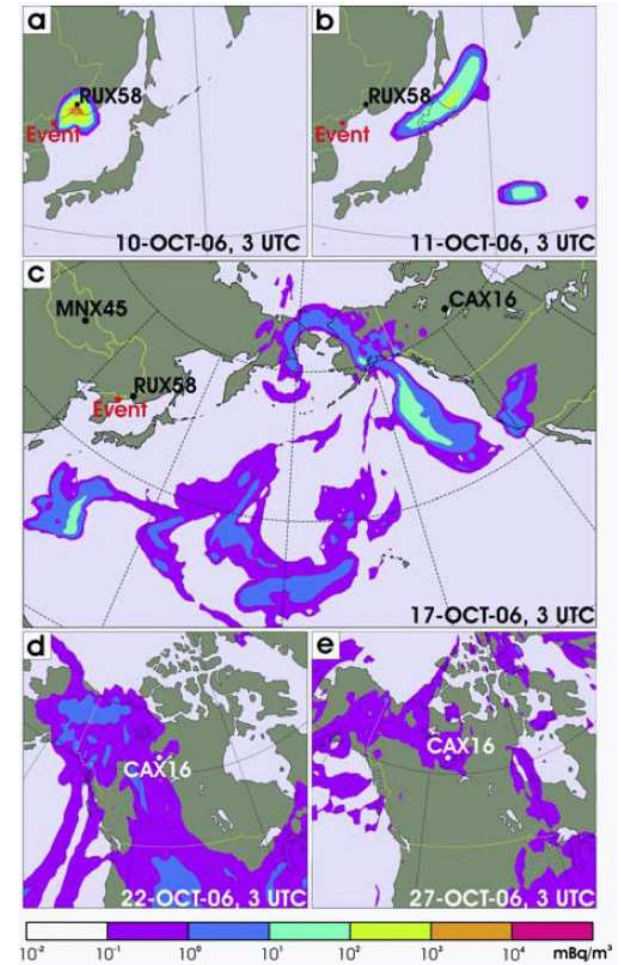 a
RUX58
Event
10-OCT-06, 3 UTC
b
RUX58
Event
11-OCT-06, 3 UTC
c
MNX45
CAX16
RUX58
Event
17-OCT-06, 3 UTC
d
CAX16
22-OCT-06, 3 UTC
e
CAX16
27-OCT-06, 3 UTC
10-2 10-1 100 101 102 103 104 mBq/m3